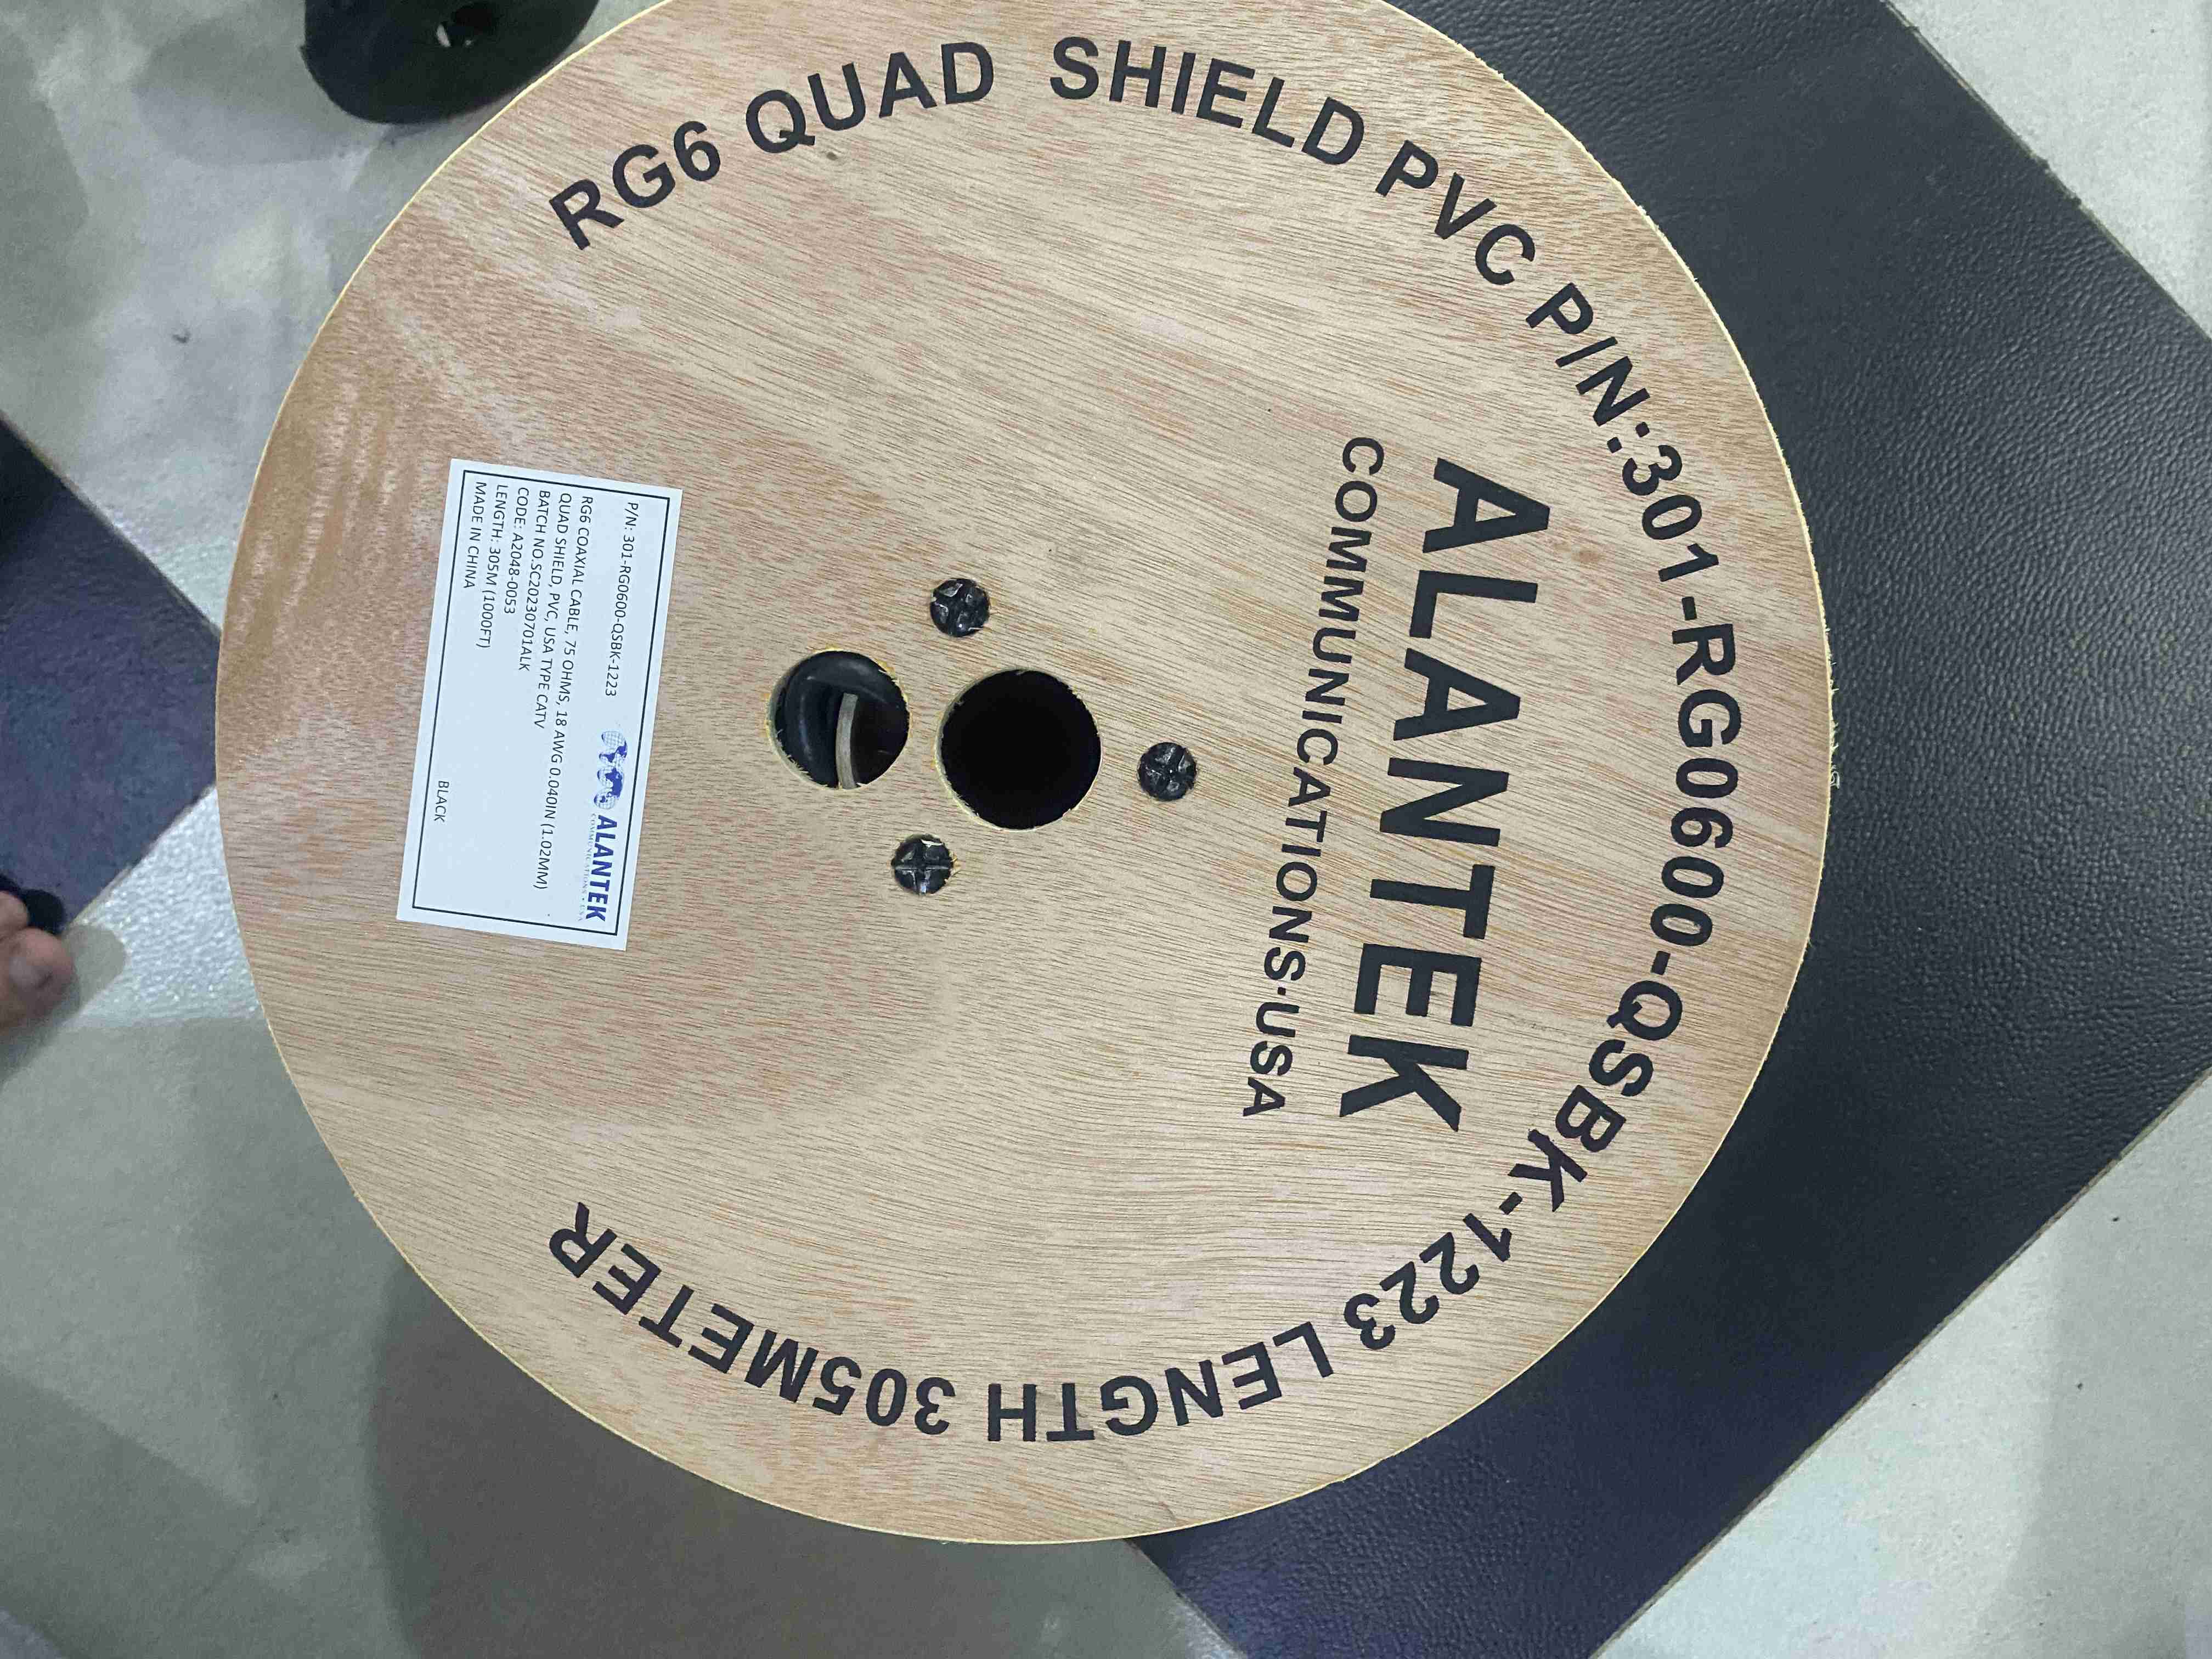 RG6 QUAD SHIELD PVC P/N:301-RG0600-QSBK-1223 LENGTH 305METER
ALANTEK
COMMUNICATIONS·USA
P/N: 301-RG0600-QSBK-1223
ALANTEK
COMMUNICATIONS • USA
RG6 COAXIAL CABLE, 75 OHMS, 18 AWG 0.040IN (1.02MM)
QUAD SHIELD, PVC, USA TYPE CATV
BATCH NO.SC20230701ALK
CODE: A2048-0053
LENGTH: 305M (1000FT)
MADE IN CHINA
BLACK